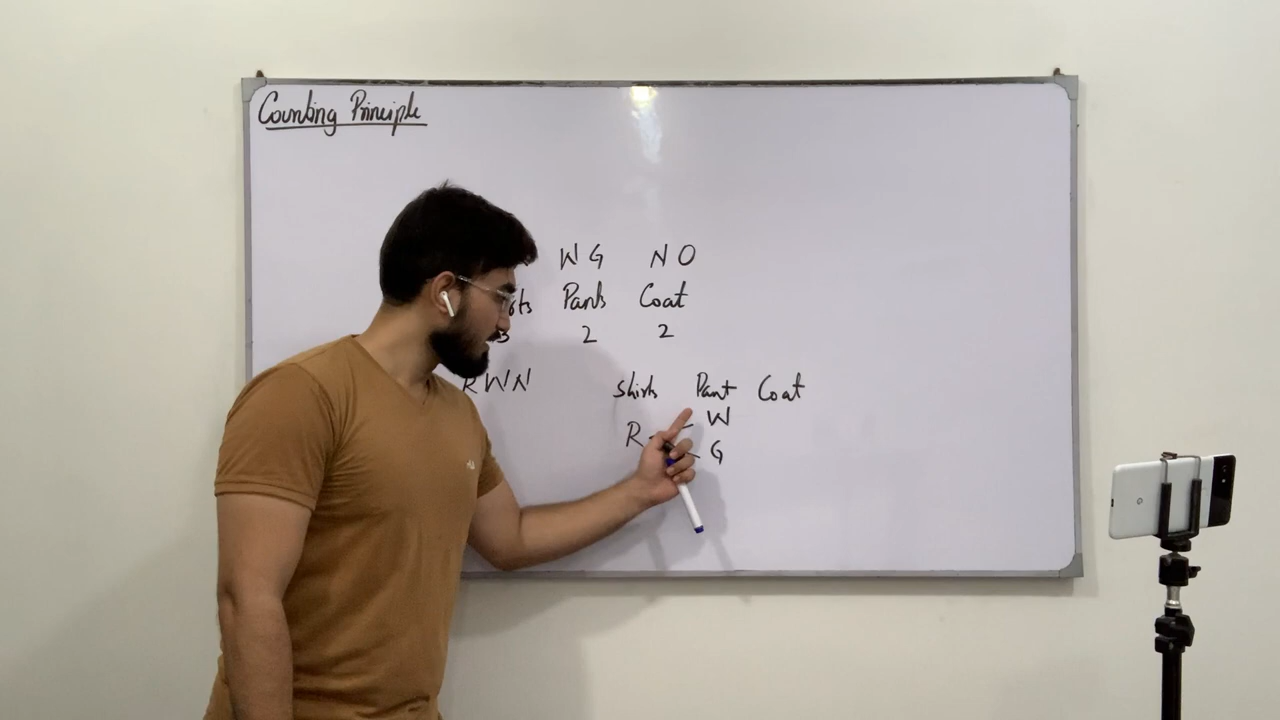 Counting Principle
W G N O
Pants Coat
2 2
R W N
Shirts Pant Coat
W
R
G